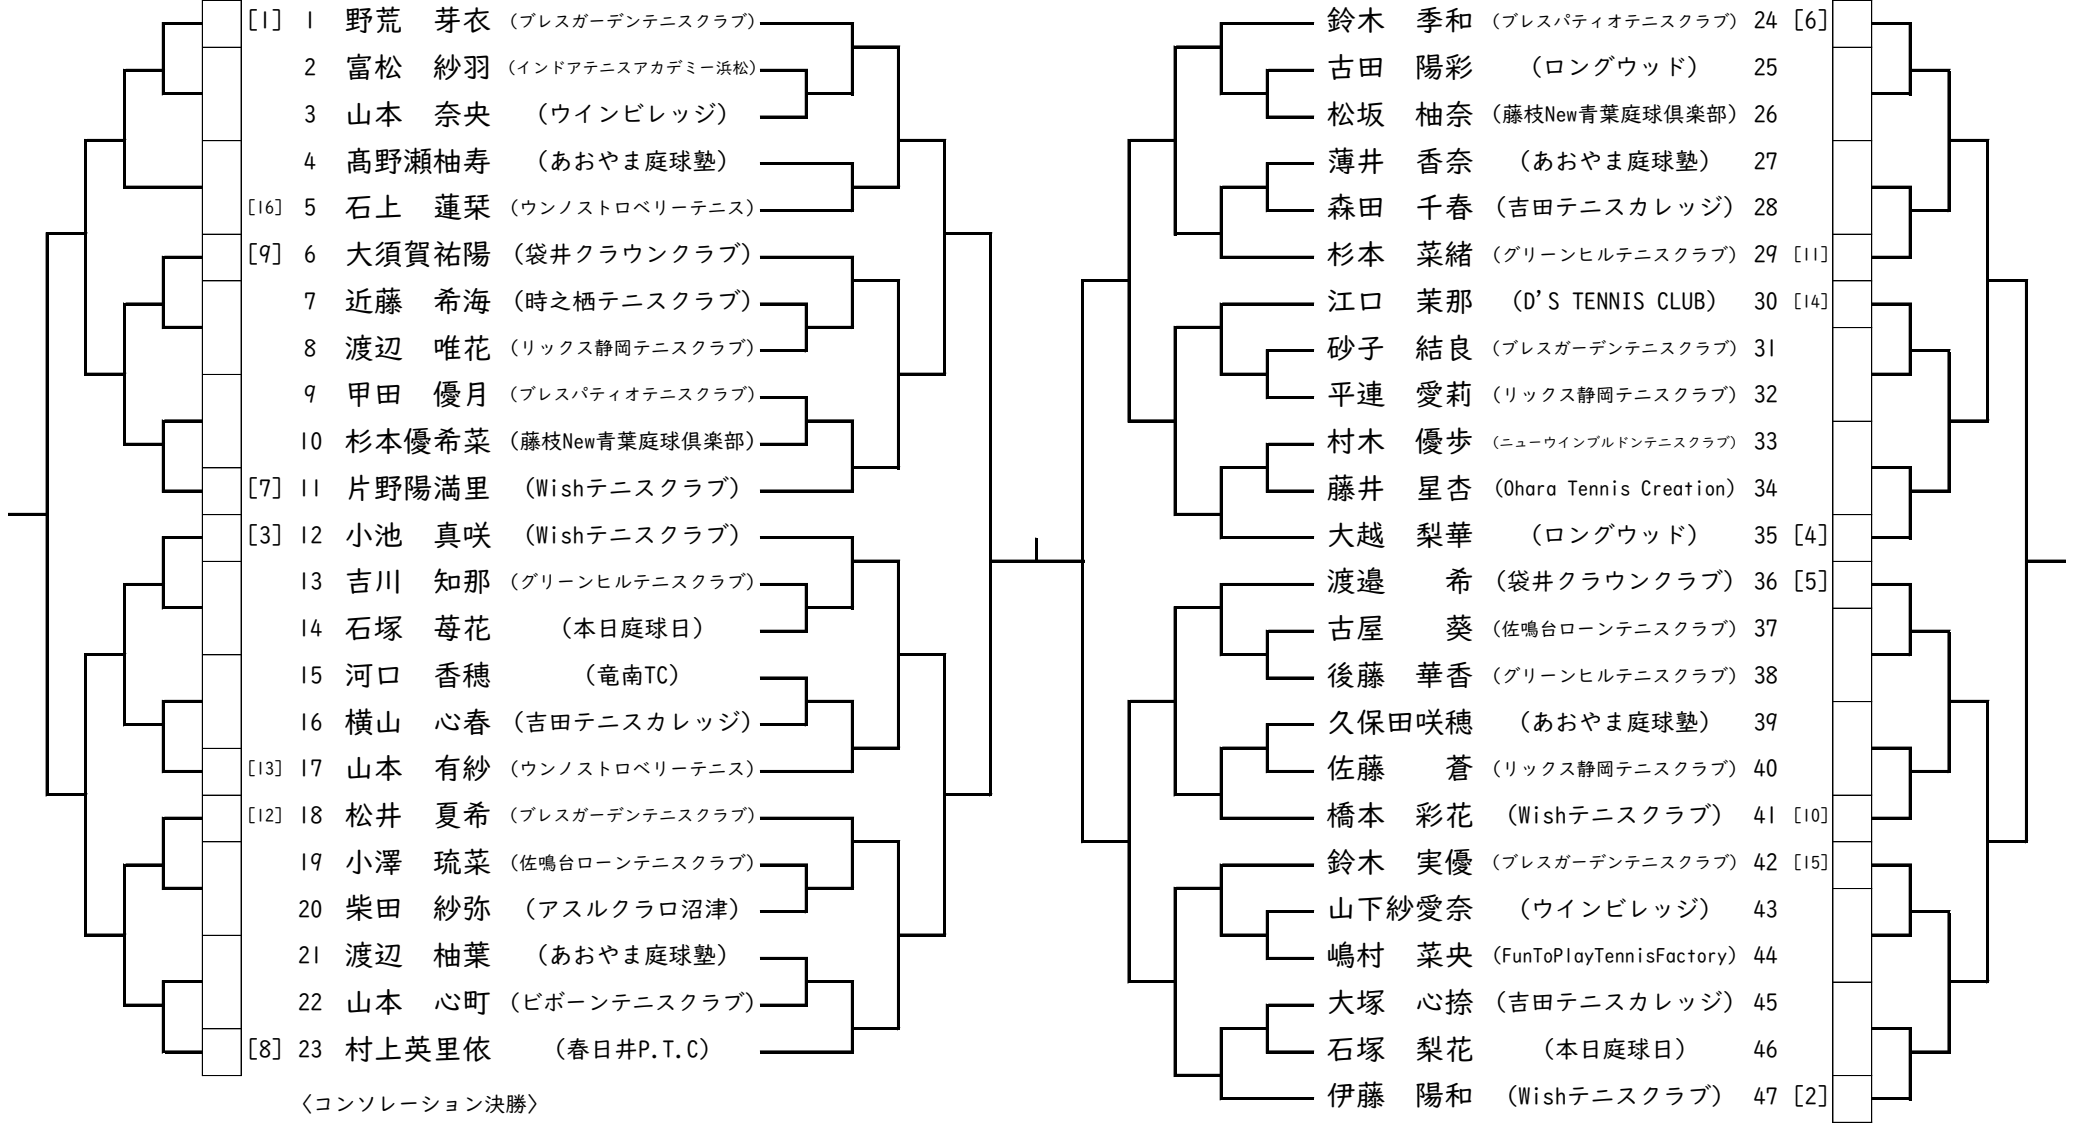 [1] 1 野荒 芽衣 (ブレスガーデンテニスクラブ)
2 富松 紗羽 (インドアテニスアカデミー浜松)
3 山本 奈央 (ウインビレッジ)
4 髙野瀬柚寿 (あおやま庭球塾)
[16] 5 石上 蓮栞 (ウンノストロベリーテニス)
[9] 6 大須賀祐陽 (袋井クラウンクラブ)
7 近藤 希海 (時之栖テニスクラブ)
8 渡辺 唯花 (リックス静岡テニスクラブ)
9 甲田 優月 (ブレスパティオテニスクラブ)
10 杉本優希菜 (藤枝New青葉庭球倶楽部)
[7] 11 片野陽満里 (Wishテニスクラブ)
[3] 12 小池 真咲 (Wishテニスクラブ)
13 吉川 知那 (グリーンヒルテニスクラブ)
14 石塚 苺花 (本日庭球日)
15 河口 香穂 (竜南TC)
16 横山 心春 (吉田テニスカレッジ)
[13] 17 山本 有紗 (ウンノストロベリーテニス)
[12] 18 松井 夏希 (ブレスガーデンテニスクラブ)
19 小澤 琉菜 (佐鳴台ローンテニスクラブ)
20 柴田 紗弥 (アスルクラロ沼津)
21 渡辺 柚葉 (あおやま庭球塾)
22 山本 心町 (ビボーンテニスクラブ)
[8] 23 村上英里依 (春日井P.T.C)
〈コンソレーション決勝〉
鈴木 季和 (ブレスパティオテニスクラブ) 24 [6]
古田 陽彩 (ロングウッド) 25
松坂 柚奈 (藤枝New青葉庭球倶楽部) 26
薄井 香奈 (あおやま庭球塾) 27
森田 千春 (吉田テニスカレッジ) 28
杉本 菜緒 (グリーンヒルテニスクラブ) 29 [11]
江口 茉那 (D'S TENNIS CLUB) 30 [14]
砂子 結良 (ブレスガーデンテニスクラブ) 31
平連 愛莉 (リックス静岡テニスクラブ) 32
村木 優歩 (ニューウインブルドンテニスクラブ) 33
藤井 星杏 (Ohara Tennis Creation) 34
大越 梨華 (ロングウッド) 35 [4]
渡邉 希 (袋井クラウンクラブ) 36 [5]
古屋 葵 (佐鳴台ローンテニスクラブ) 37
後藤 華香 (グリーンヒルテニスクラブ) 38
久保田咲穂 (あおやま庭球塾) 39
佐藤 蒼 (リックス静岡テニスクラブ) 40
橋本 彩花 (Wishテニスクラブ) 41 [10]
鈴木 実優 (ブレスガーデンテニスクラブ) 42 [15]
山下紗愛奈 (ウインビレッジ) 43
嶋村 菜央 (FunToPlayTennisFactory) 44
大塚 心捺 (吉田テニスカレッジ) 45
石塚 梨花 (本日庭球日) 46
伊藤 陽和 (Wishテニスクラブ) 47 [2]